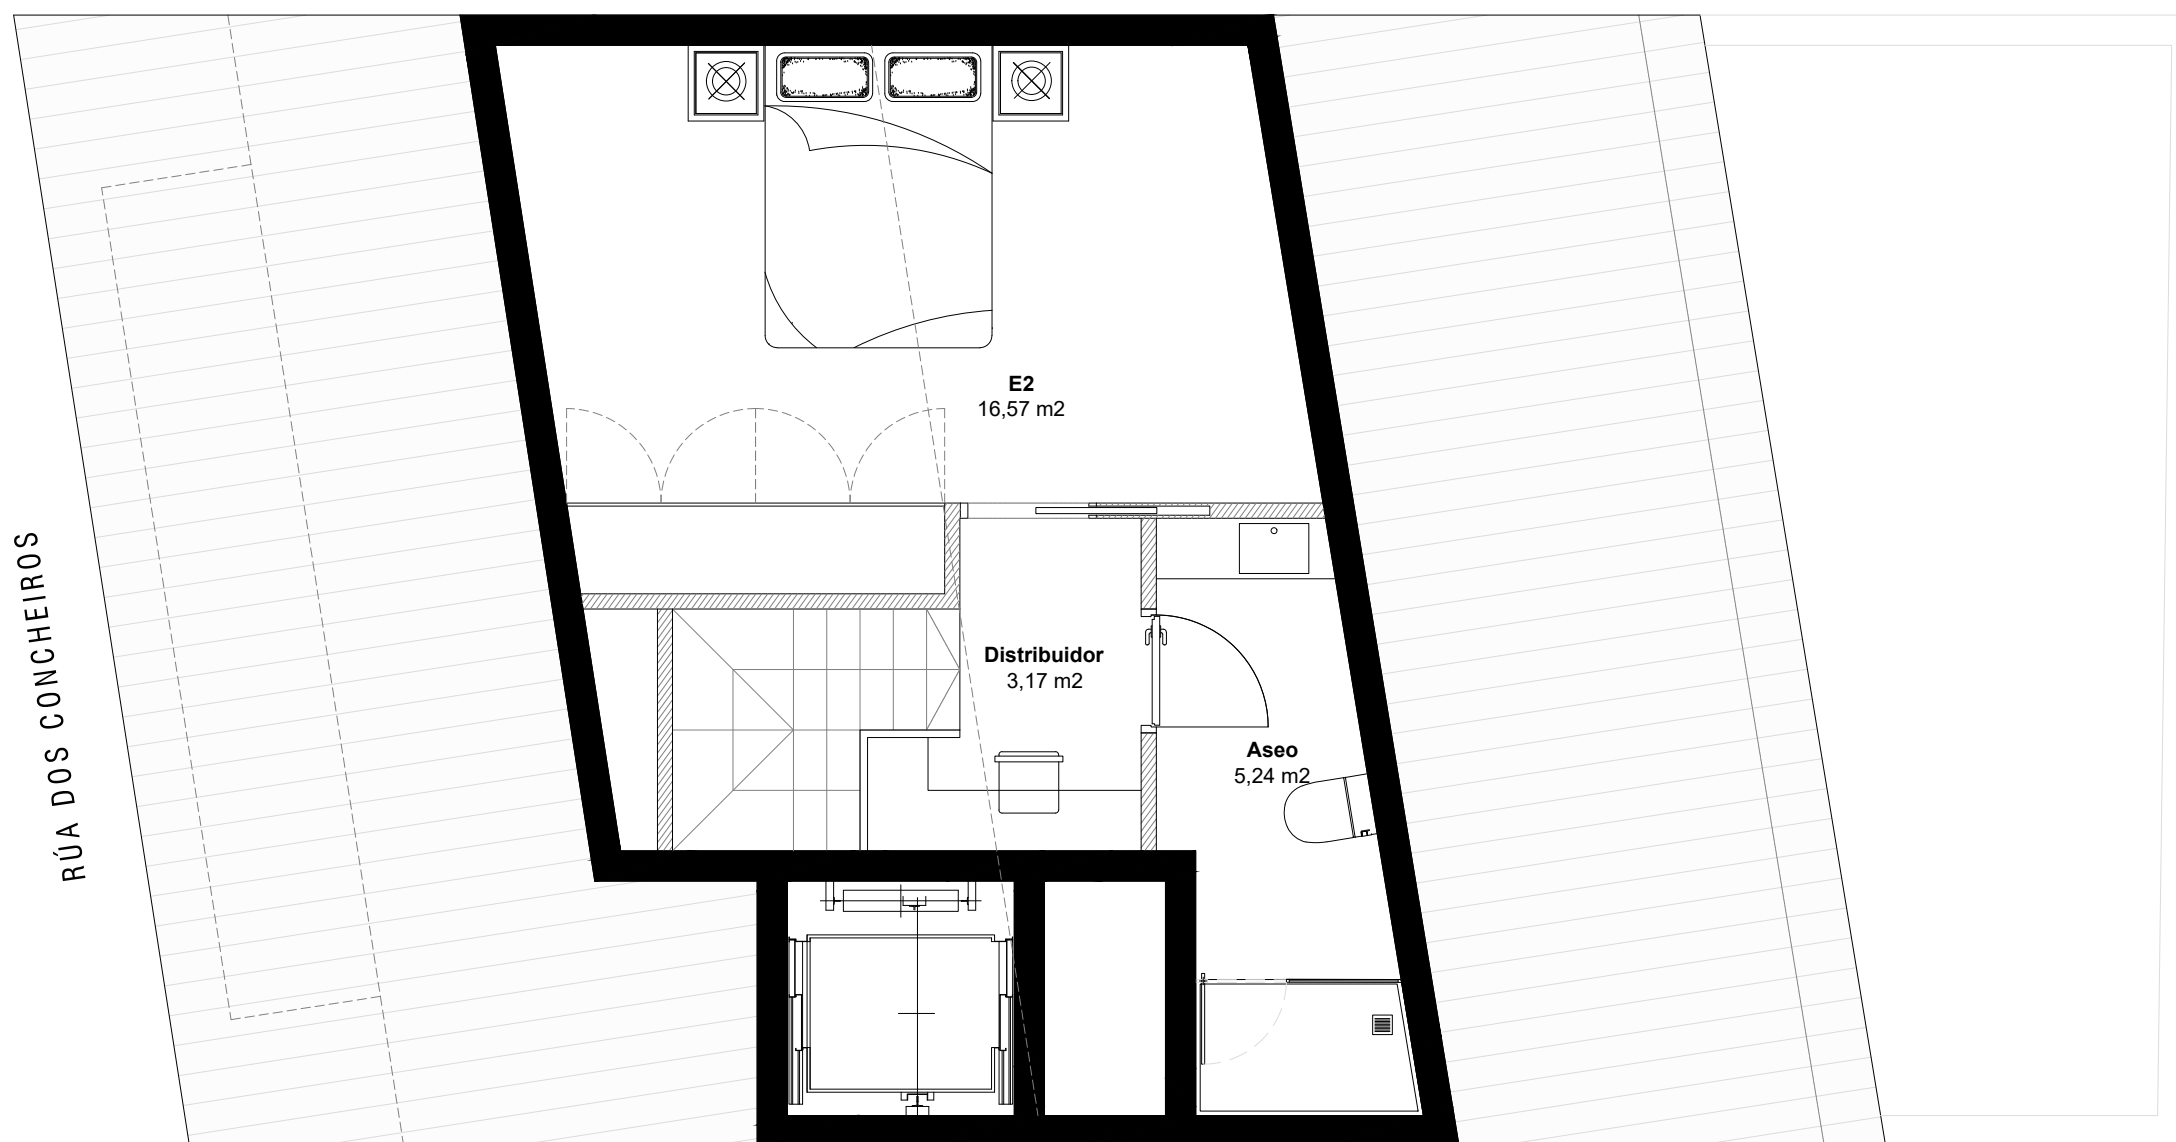 E2
16,57 m2
RÚA DOS CONCHEIROS
Distribuidor
3,17 m2
Aseo
5,24 m2